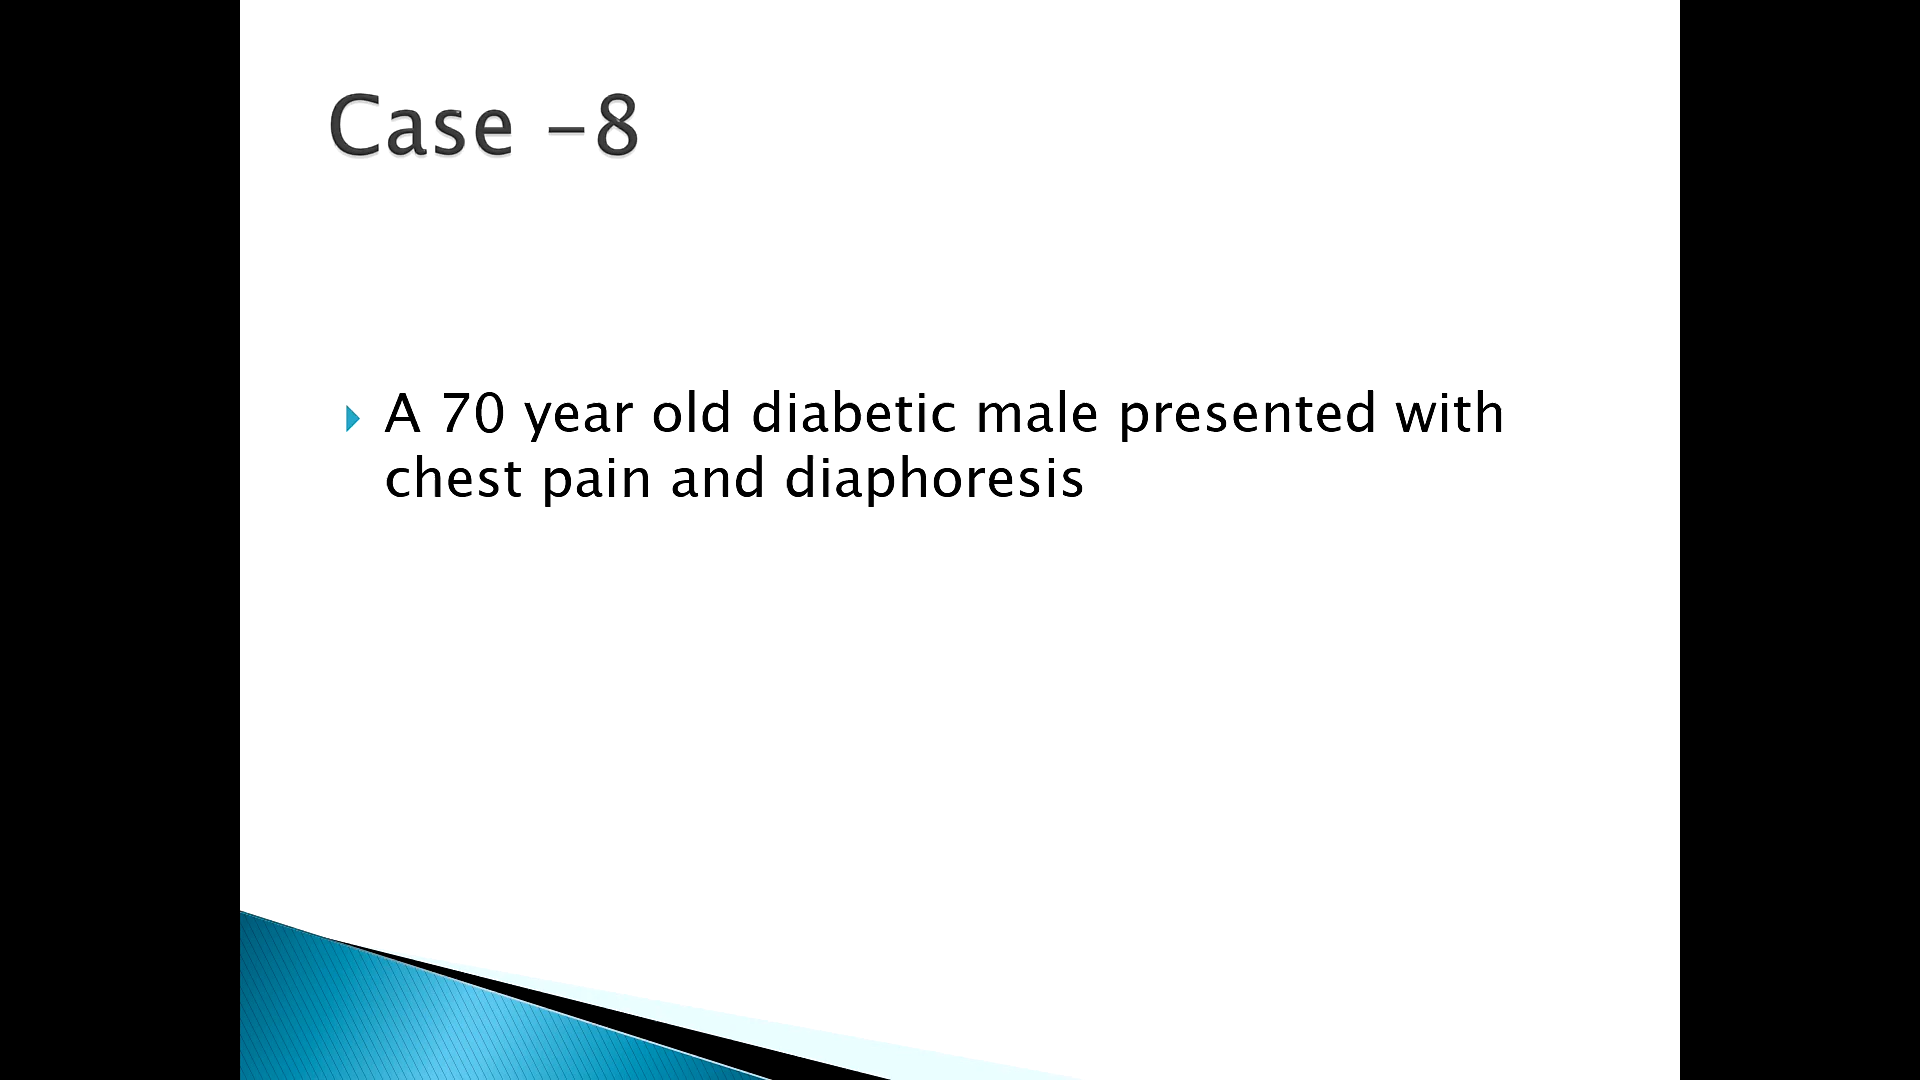 Case -8
A 70 year old diabetic male presented with
chest pain and diaphoresis